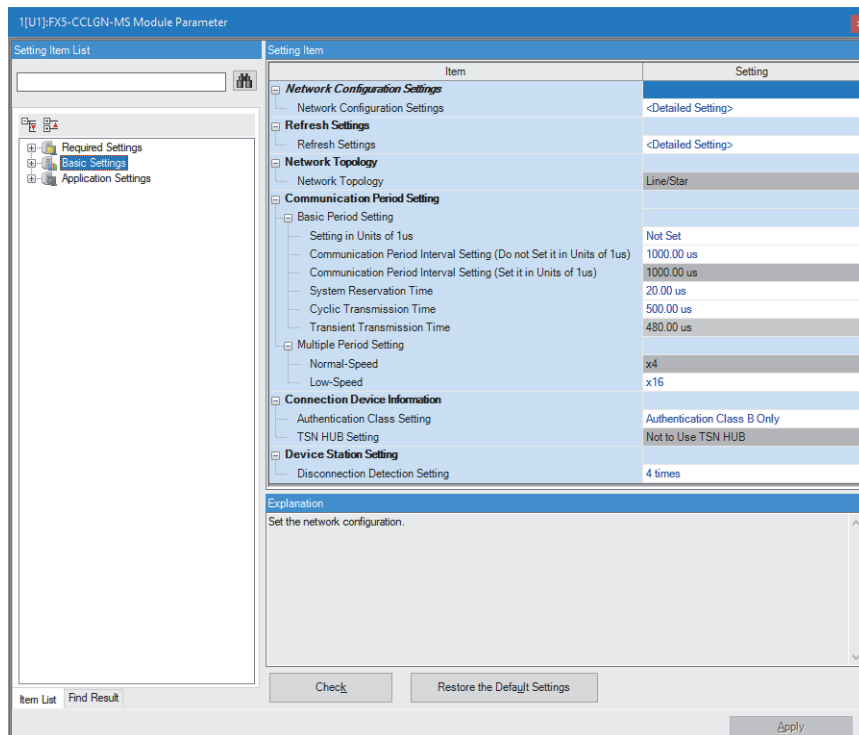 1[U1]:FX5-CCLGN-MS Module Parameter
Setting Item List
Required Settings
Basic Settings
Application Settings
Item List
Find Result
Setting Item
Item Setting
Network Configuration Settings
Network Configuration Settings <Detailed Setting>
Refresh Settings
Refresh Settings <Detailed Setting>
Network Topology
Network Topology Line/Star
Communication Period Setting
Basic Period Setting
Setting in Units of 1us Not Set
Communication Period Interval Setting (Do not Set it in Units of 1us) 1000.00 us
Communication Period Interval Setting (Set it in Units of 1us) 1000.00 us
System Reservation Time 20.00 us
Cyclic Transmission Time 500.00 us
Transient Transmission Time 480.00 us
Multiple Period Setting
Normal-Speed x4
Low-Speed x16
Connection Device Information
Authentication Class Setting Authentication Class B Only
TSN HUB Setting Not to Use TSN HUB
Device Station Setting
Disconnection Detection Setting 4 times
Explanation
Set the network configuration.
Check Restore the Default Settings
Apply